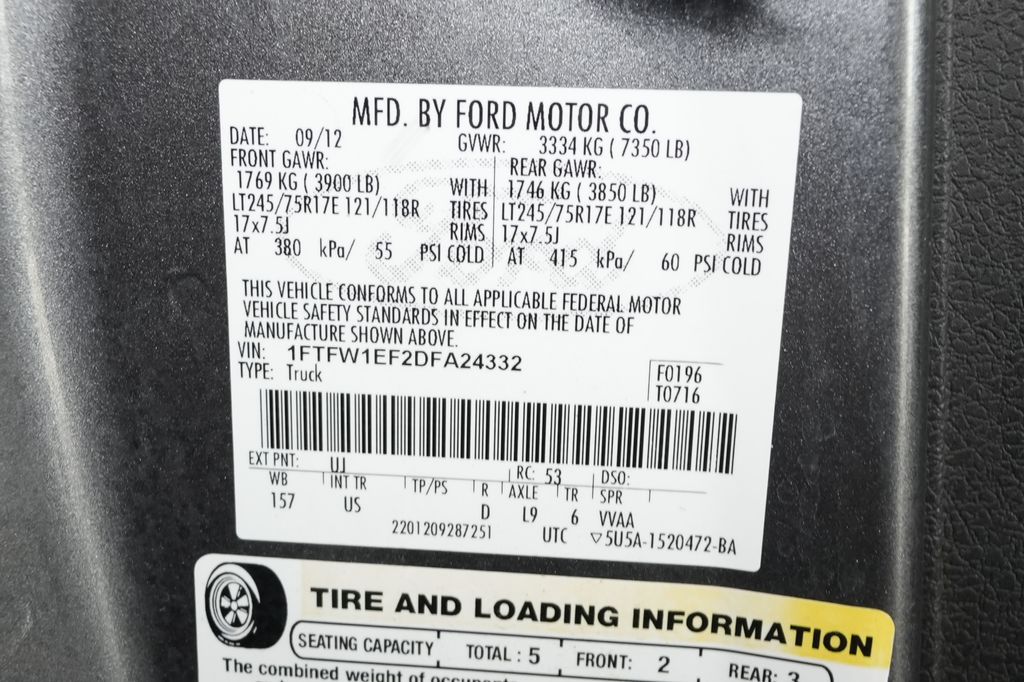 MFD. BY FORD MOTOR CO.
DATE: 09/12 GVWR: 3334 KG ( 7350 LB)
FRONT GAWR: REAR GAWR:
1769 KG ( 3900 LB) WITH 1746 KG ( 3850 LB) WITH
LT245/75R17E 121/118R TIRES LT245/75R17E 121/118R TIRES
17x7.5J RIMS 17x7.5J RIMS
AT 380 kPa/ 55 PSI COLD AT 415 kPa/ 60 PSI COLD
THIS VEHICLE CONFORMS TO ALL APPLICABLE FEDERAL MOTOR
VEHICLE SAFETY STANDARDS IN EFFECT ON THE DATE OF
MANUFACTURE SHOWN ABOVE.
VIN: 1FTFW1EF2DFA24332
TYPE: Truck
F0196
T0716
EXT PNT: UJ RC: 53 DSO:
WB INT TR TP/PS R AXLE TR SPR
157 US D L9 6 VVAA
2201209287251 UTC ▽5U5A-1520472-BA
TIRE AND LOADING INFORMATION
SEATING CAPACITY TOTAL : 5 FRONT: 2 REAR: 3
The combined weight of